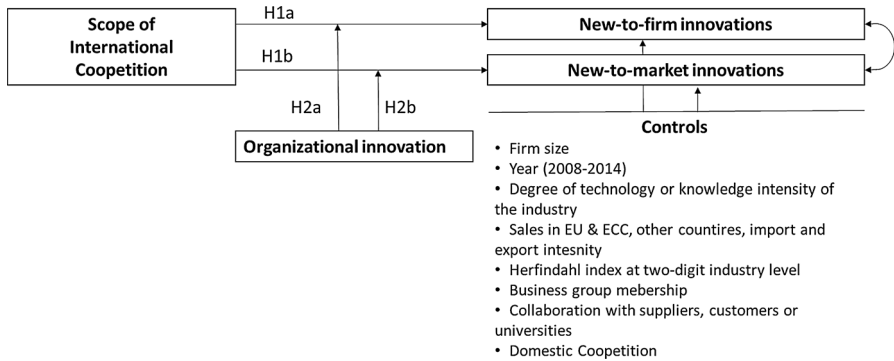 Scope of
International
Coopetition
H1a
H1b
New-to-firm innovations
New-to-market innovations
H2a
H2b
Organizational innovation
Controls
• Firm size
• Year (2008-2014)
• Degree of technology or knowledge intensity of
the industry
• Sales in EU & ECC, other countires, import and
export intesnity
• Herfindahl index at two-digit industry level
• Business group mebership
• Collaboration with suppliers, customers or
universities
• Domestic Coopetition